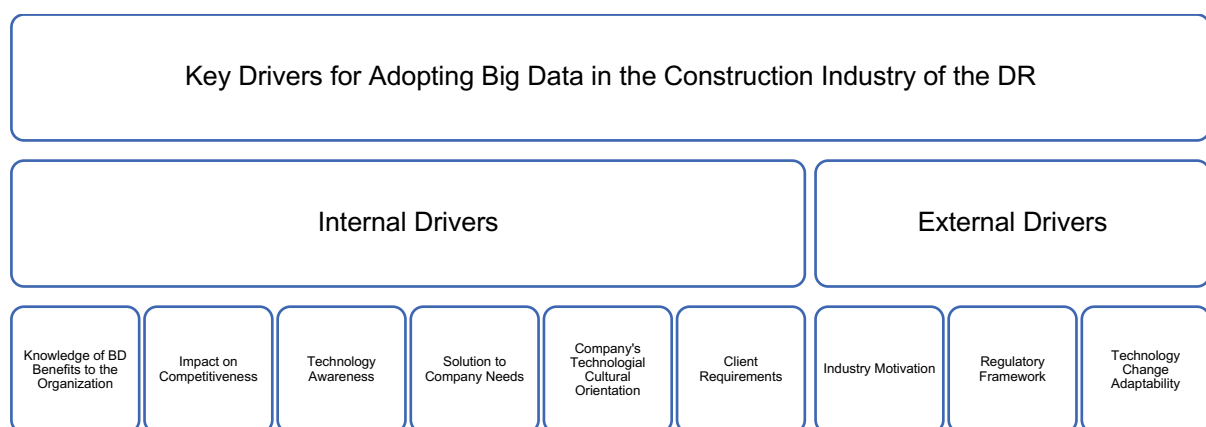 Key Drivers for Adopting Big Data in the Construction Industry of the DR
Internal Drivers
External Drivers
Knowledge of BD
Benefits to the
Organization
Impact on
Competitiveness
Technology
Awareness
Solution to
Company Needs
Company's
Technologial
Cultural
Orientation
Client
Requirements
Industry Motivation
Regulatory
Framework
Technology
Change
Adaptability